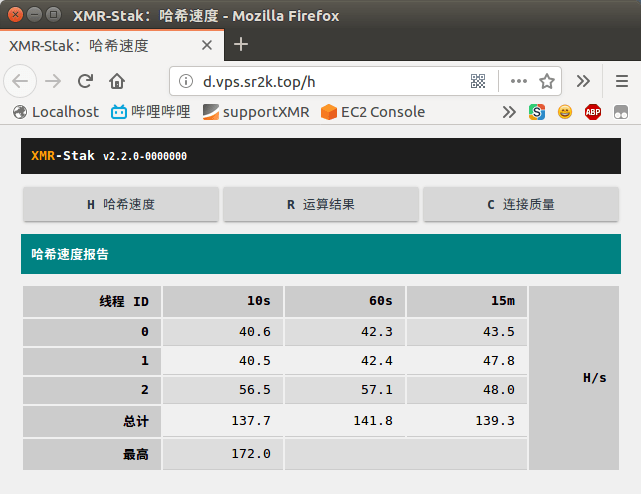 XMR-Stak：哈希速度 - Mozilla Firefox
XMR-Stak：哈希速度
d.vps.sr2k.top/h
Localhost 哔哩哔哩 supportXMR EC2 Console S ABP
XMR-Stak v2.2.0-0000000
H 哈希速度 R 运算结果 C 连接质量
哈希速度报告
线程 ID 10s 60s 15m
0 40.6 42.3 43.5
1 40.5 42.4 47.8
H/s
2 56.5 57.1 48.0
总计 137.7 141.8 139.3
最高 172.0